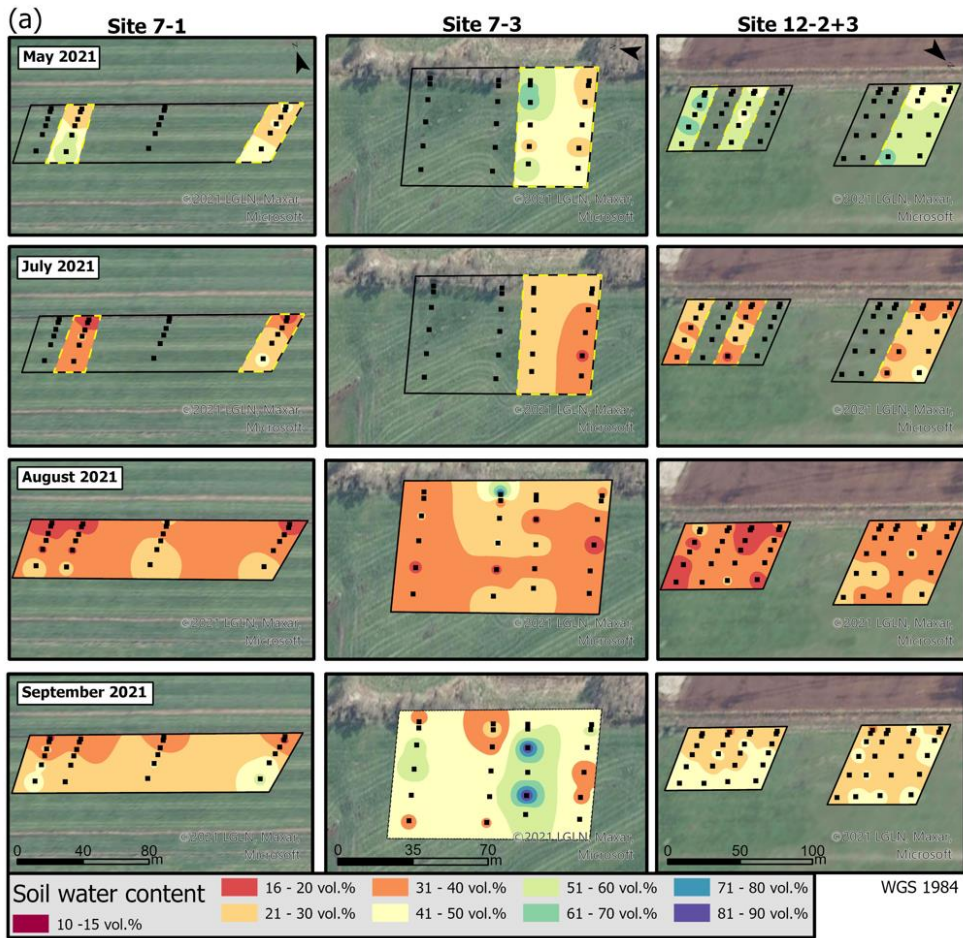 (a)
Site 7-1
Site 7-3
Site 12-2+3
May 2021
N
©2021 LGLN, Maxar,
Microsoft
©2021 LGLN, Maxar,
Microsoft
©2021 LGLN, Maxar,
Microsoft
July 2021
©2021 LGLN, Maxar,
Microsoft
©2021 LGLN, Maxar,
Microsoft
©2021 LGLN, Maxar,
Microsoft
August 2021
©2021 LGLN, Maxar,
Microsoft
©2021 LGLN, Maxar,
Microsoft
©2021 LGLN, Maxar,
Microsoft
September 2021
©2021 LGLN, Maxar,
Microsoft
©2021 LGLN, Maxar,
Microsoft
©2021 LGLN, Maxar,
Microsoft
0 40 80
m
35 70
m
0 50 100
m
Soil water content
10 -15 vol.%
16 - 20 vol.%
21 - 30 vol.%
31 - 40 vol.%
41 - 50 vol.%
51 - 60 vol.%
61 - 70 vol.%
71 - 80 vol.%
81 - 90 vol.%
WGS 1984